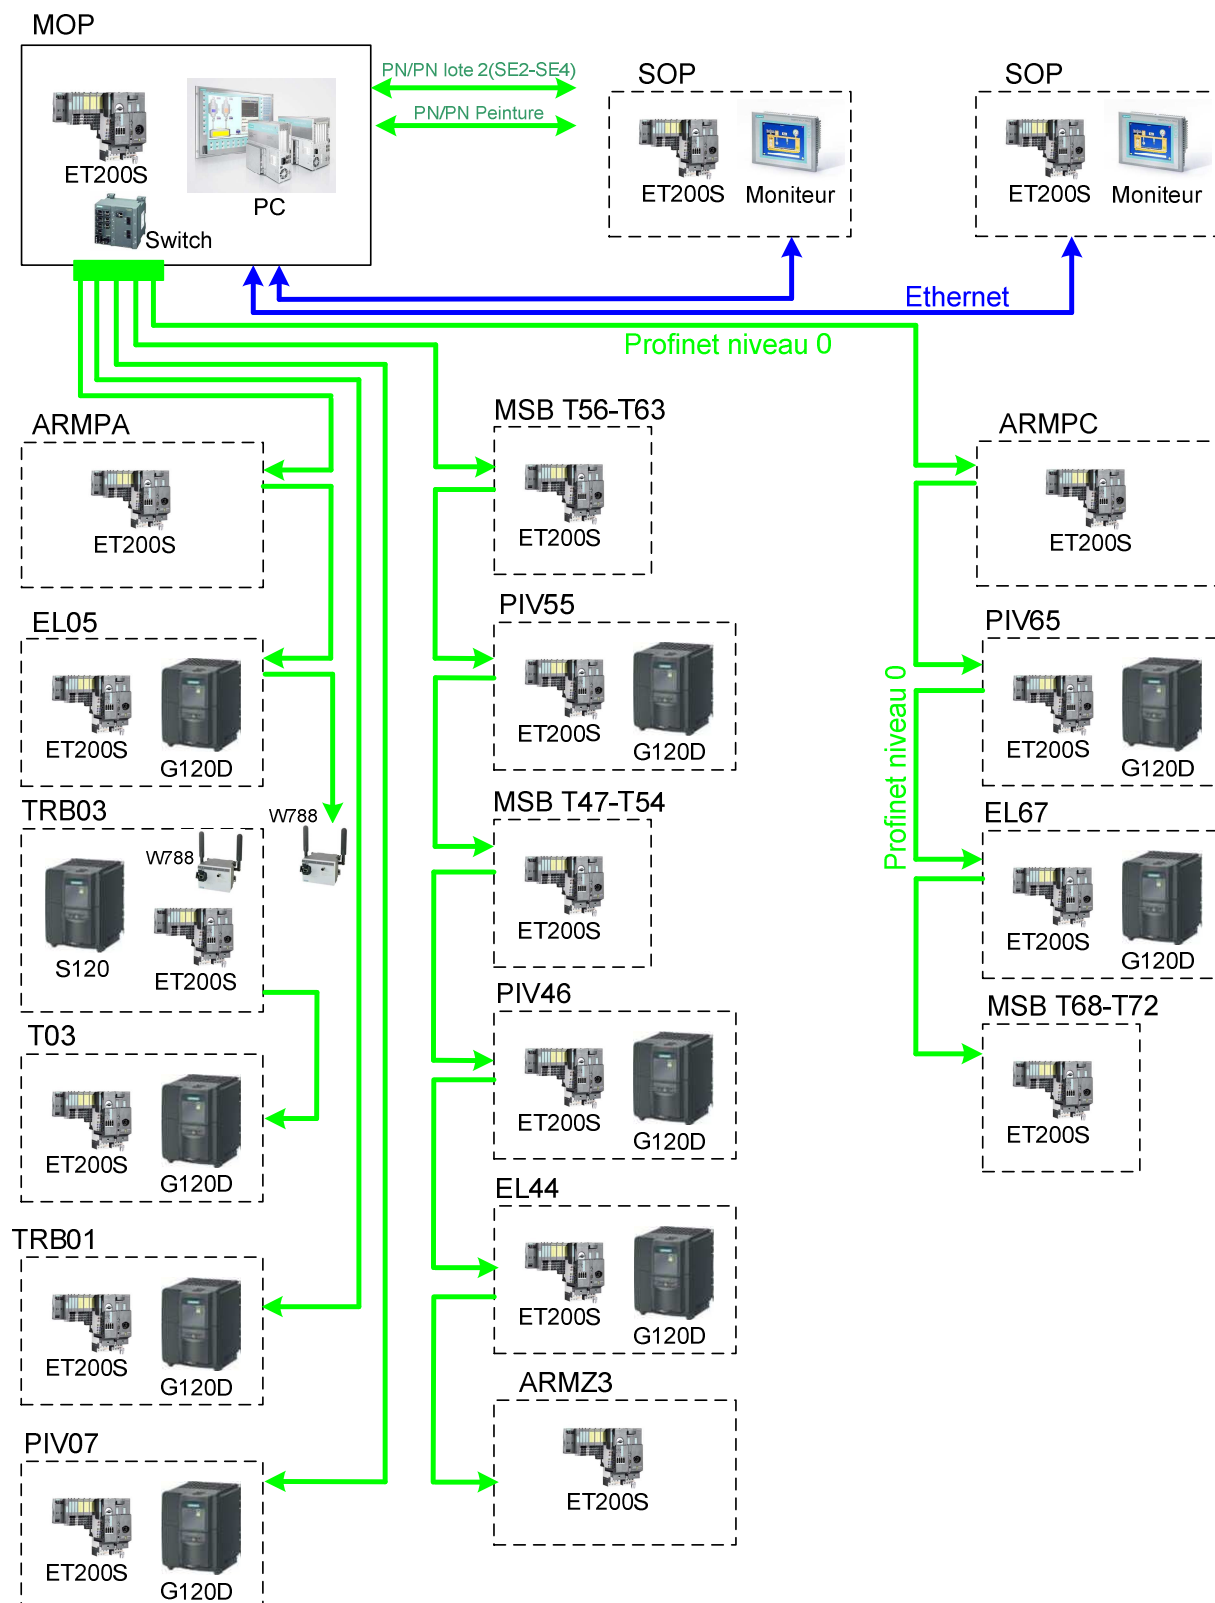 MOP
ET200S
PC
Switch
PN/PN lote 2(SE2-SE4)
PN/PN Peinture
SOP
ET200S
Moniteur
SOP
ET200S
Moniteur
Ethernet
Profinet niveau 0
ARMPA
ET200S
EL05
ET200S
G120D
TRB03
W788
W788
S120
ET200S
T03
ET200S
G120D
TRB01
ET200S
G120D
PIV07
ET200S
G120D
MSB T56-T63
ET200S
PIV55
ET200S
G120D
MSB T47-T54
ET200S
PIV46
ET200S
G120D
EL44
ET200S
G120D
ARMZ3
ET200S
Profinet niveau 0
ARMPC
ET200S
PIV65
ET200S
G120D
EL67
ET200S
G120D
MSB T68-T72
ET200S